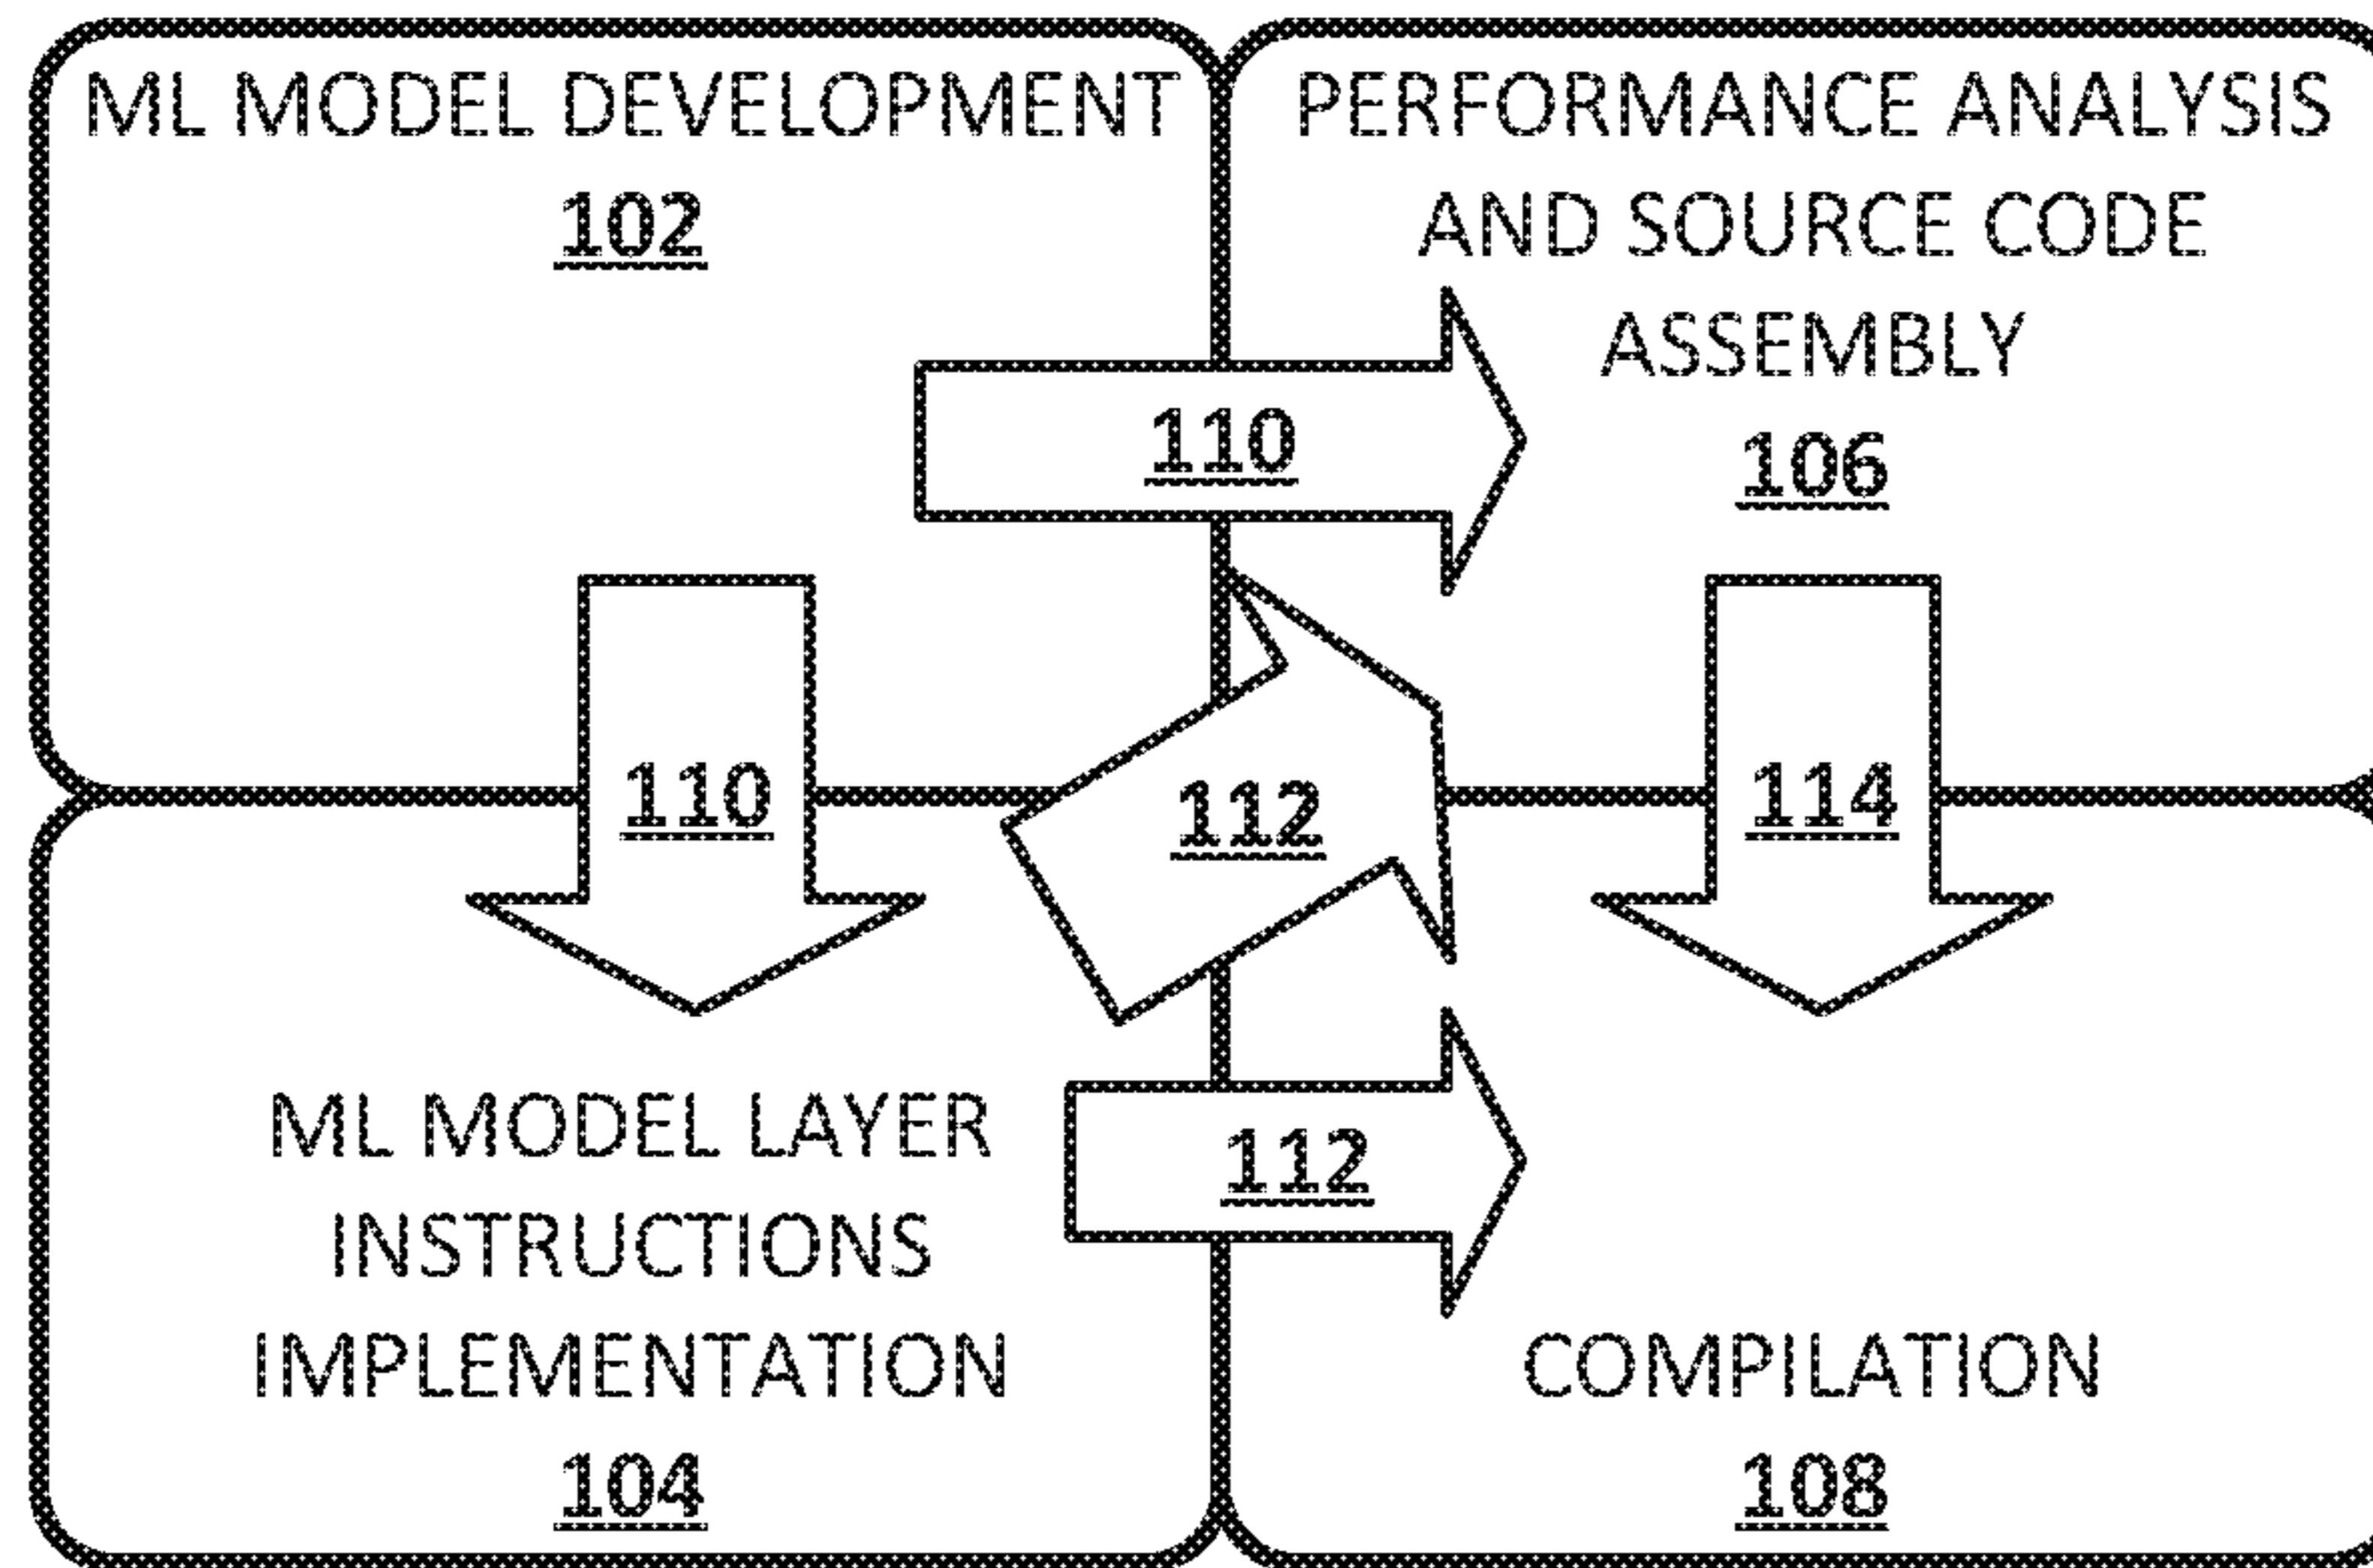 ML MODEL DEVELOPMENT
102
PERFORMANCE ANALYSIS
AND SOURCE CODE
ASSEMBLY
106
110
110
112
114
112
ML MODEL LAYER
INSTRUCTIONS
IMPLEMENTATION
104
COMPILATION
108